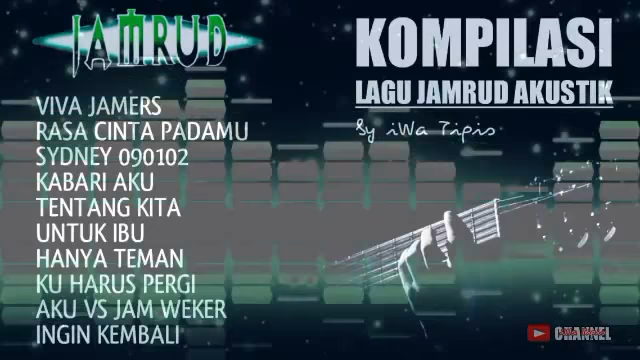 JAMRUD
VIVA JAMERS
RASA CINTA PADAMU
SYDNEY 090102
KABARI AKU
TENTANG KITA
UNTUK IBU
HANYA TEMAN
KU HARUS PERGI
AKU VS JAM WEKER
INGIN KEMBALI
KOMPILASI
LAGU JAMRUD AKUSTIK
By iWa Tipis
CHANNEL